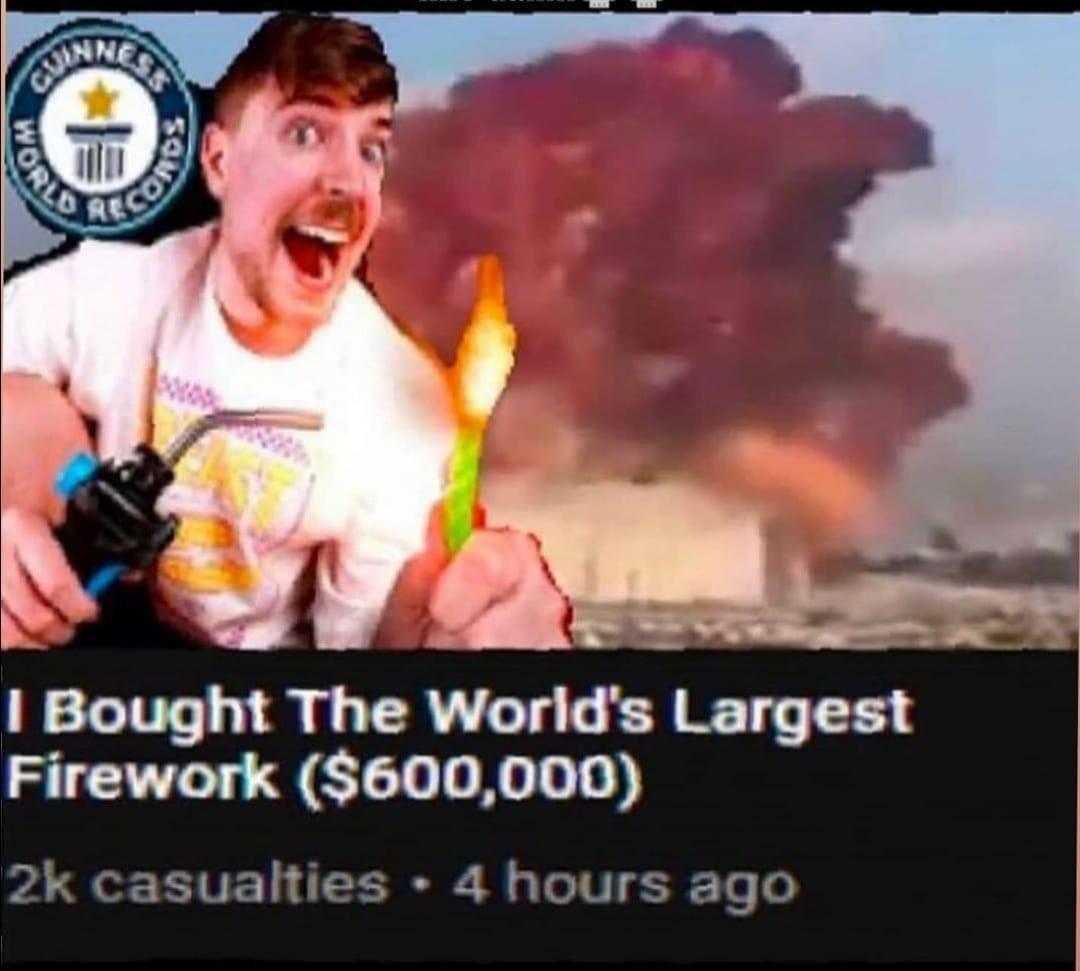 GUINNESS
WORLD RECORDS
I Bought The World's Largest
Firework ($600,000)
2k casualties • 4 hours ago